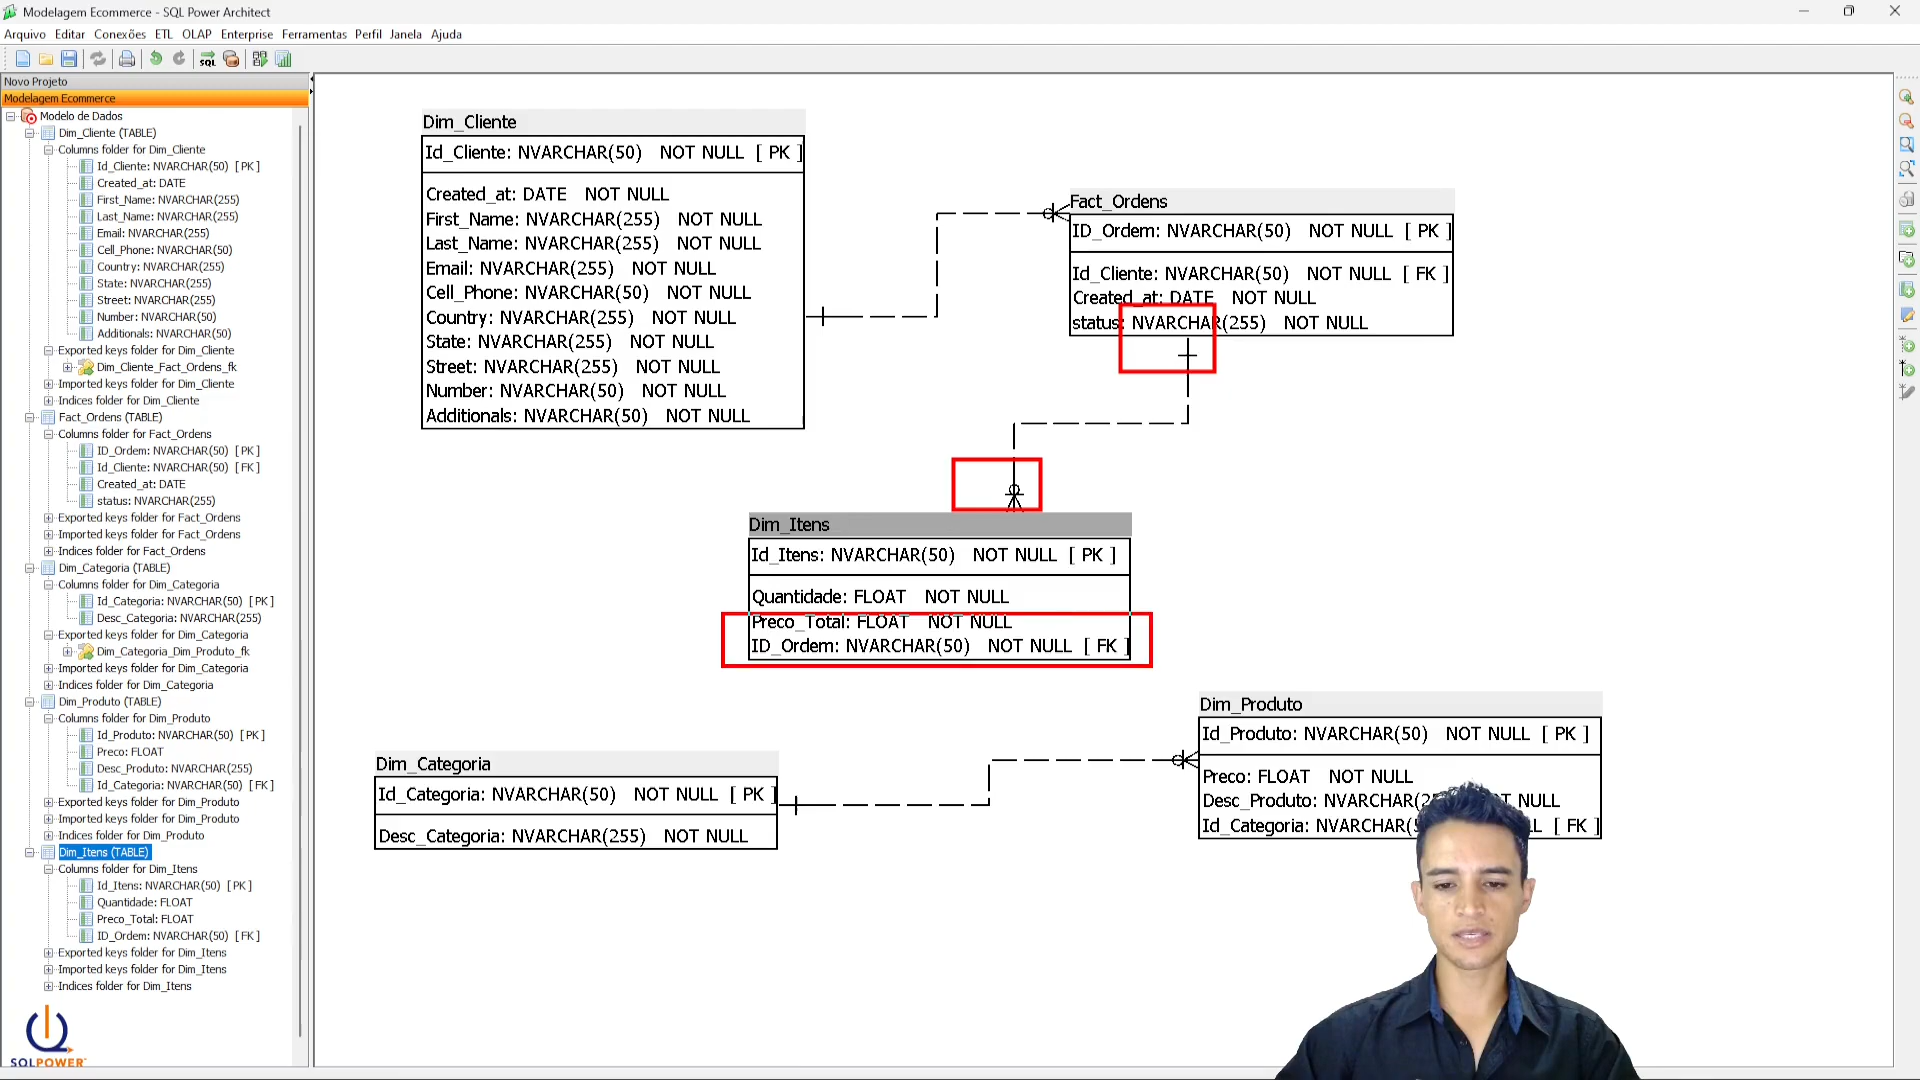 Modelagem Ecommerce - SQL Power Architect
Arquivo Editar Conexões ETL OLAP Enterprise Ferramentas Perfil Janela Ajuda
SQL
Novo Projeto
Modelagem Ecommerce
Modelo de Dados
Dim_Cliente (TABLE)
Columns folder for Dim_Cliente
Id_Cliente: NVARCHAR(50) [ PK ]
Created_at: DATE
First_Name: NVARCHAR(255)
Last_Name: NVARCHAR(255)
Email: NVARCHAR(255)
Cell_Phone: NVARCHAR(50)
Country: NVARCHAR(255)
State: NVARCHAR(255)
Street: NVARCHAR(255)
Number: NVARCHAR(50)
Additionals: NVARCHAR(50)
Exported keys folder for Dim_Cliente
Dim_Cliente_Fact_Ordens_fk
Imported keys folder for Dim_Cliente
Indices folder for Dim_Cliente
Fact_Ordens (TABLE)
Columns folder for Fact_Ordens
ID_Ordem: NVARCHAR(50) [ PK ]
Id_Cliente: NVARCHAR(50) [ FK ]
Created_at: DATE
status: NVARCHAR(255)
Exported keys folder for Fact_Ordens
Imported keys folder for Fact_Ordens
Indices folder for Fact_Ordens
Dim_Categoria (TABLE)
Columns folder for Dim_Categoria
Id_Categoria: NVARCHAR(50) [ PK ]
Desc_Categoria: NVARCHAR(255)
Exported keys folder for Dim_Categoria
Dim_Categoria_Dim_Produto_fk
Imported keys folder for Dim_Categoria
Indices folder for Dim_Categoria
Dim_Produto (TABLE)
Columns folder for Dim_Produto
Id_Produto: NVARCHAR(50) [ PK ]
Preco: FLOAT
Desc_Produto: NVARCHAR(255)
Id_Categoria: NVARCHAR(50) [ FK ]
Exported keys folder for Dim_Produto
Imported keys folder for Dim_Produto
Indices folder for Dim_Produto
Dim_Itens (TABLE)
Columns folder for Dim_Itens
Id_Itens: NVARCHAR(50) [ PK ]
Quantidade: FLOAT
Preco_Total: FLOAT
ID_Ordem: NVARCHAR(50) [ FK ]
Exported keys folder for Dim_Itens
Imported keys folder for Dim_Itens
Indices folder for Dim_Itens
SQLPOWER
Dim_Cliente
Id_Cliente: NVARCHAR(50) NOT NULL [ PK ]
Created_at: DATE NOT NULL
First_Name: NVARCHAR(255) NOT NULL
Last_Name: NVARCHAR(255) NOT NULL
Email: NVARCHAR(255) NOT NULL
Cell_Phone: NVARCHAR(50) NOT NULL
Country: NVARCHAR(255) NOT NULL
State: NVARCHAR(255) NOT NULL
Street: NVARCHAR(255) NOT NULL
Number: NVARCHAR(50) NOT NULL
Additionals: NVARCHAR(50) NOT NULL
Fact_Ordens
ID_Ordem: NVARCHAR(50) NOT NULL [ PK ]
Id_Cliente: NVARCHAR(50) NOT NULL [ FK ]
Created_at: DATE NOT NULL
status: NVARCHAR(255) NOT NULL
Dim_Itens
Id_Itens: NVARCHAR(50) NOT NULL [ PK ]
Quantidade: FLOAT NOT NULL
Preco_Total: FLOAT NOT NULL
ID_Ordem: NVARCHAR(50) NOT NULL [ FK ]
Dim_Categoria
Id_Categoria: NVARCHAR(50) NOT NULL [ PK ]
Desc_Categoria: NVARCHAR(255) NOT NULL
Dim_Produto
Id_Produto: NVARCHAR(50) NOT NULL [ PK ]
Preco: FLOAT NOT NULL
Desc_Produto: NULL
Id_Categoria: [ FK ]